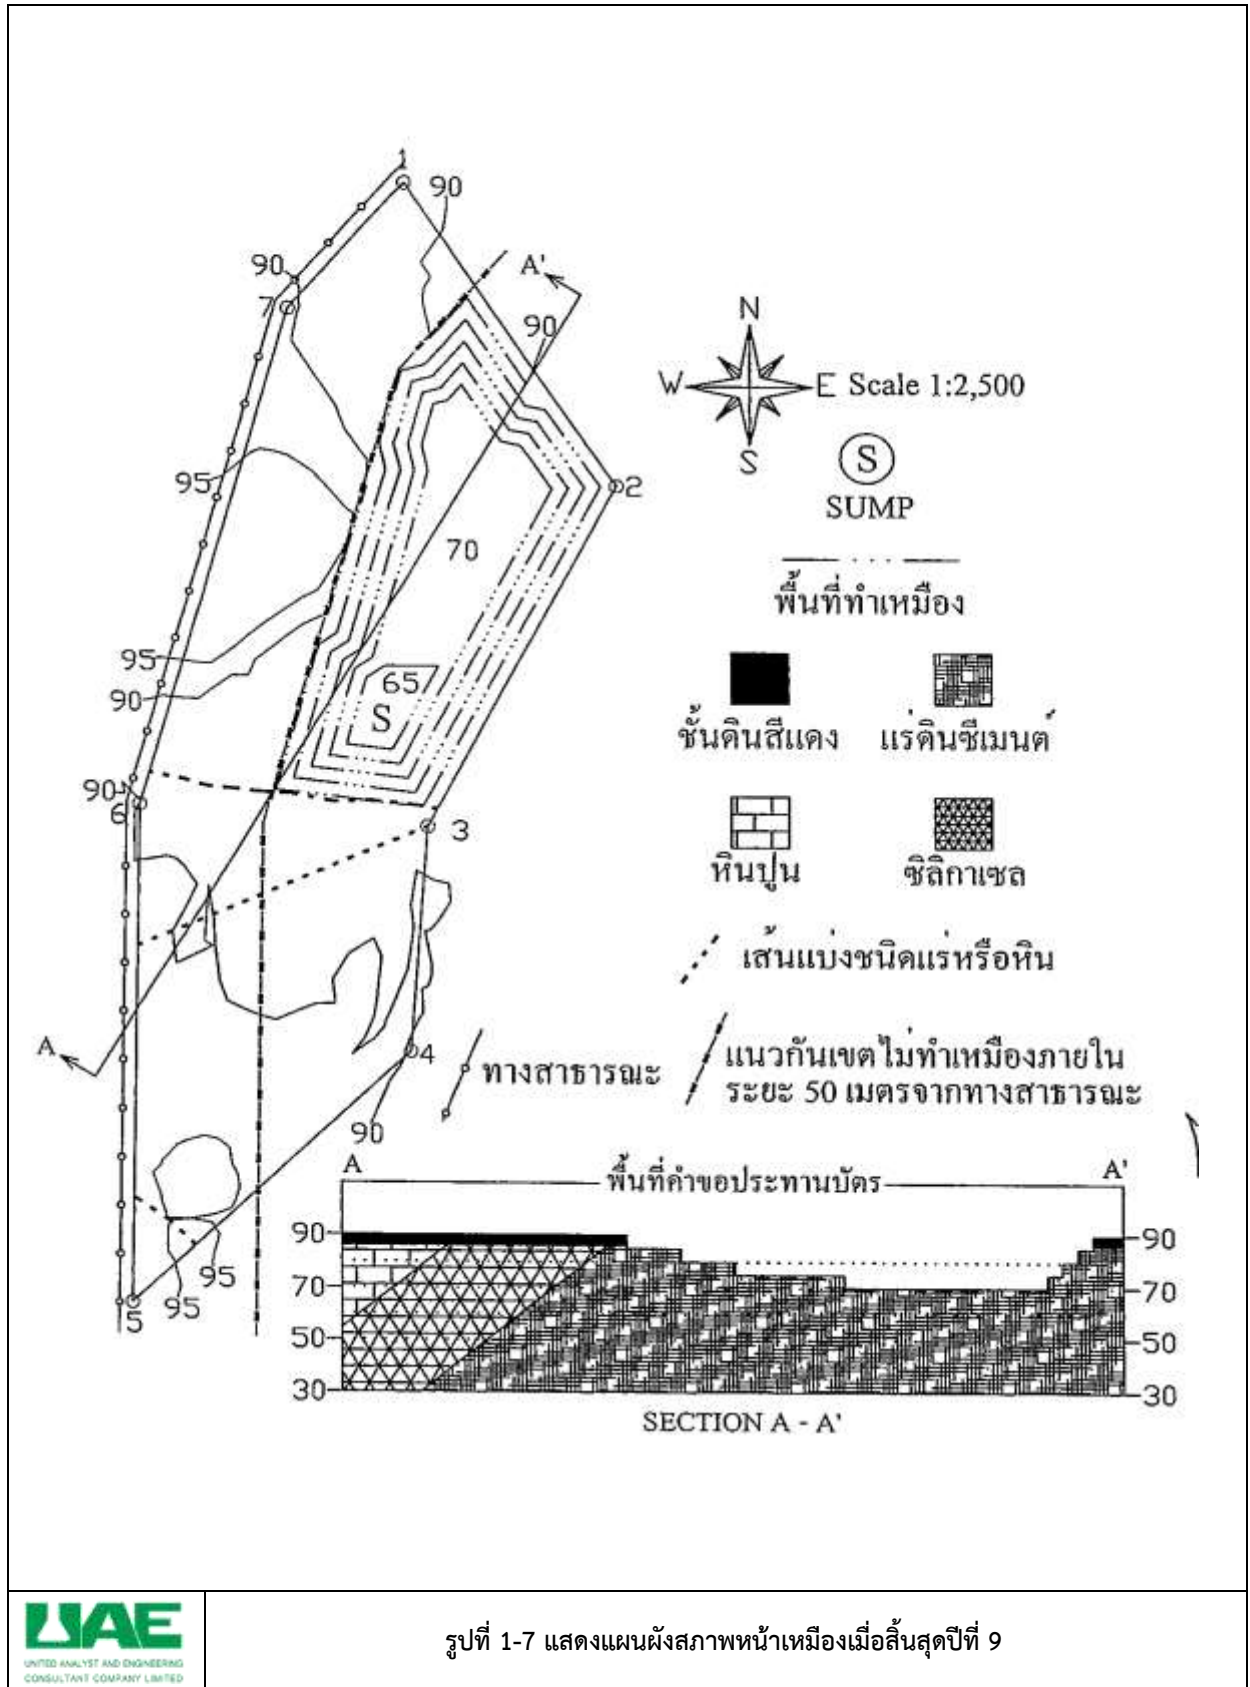 1
90
90
A'
7
90
N
W
E Scale 1:2,500
S
S
SUMP
95
2
70
พื้นที่ทำเหมือง
95
65
90
S
ชั้นดินสีแดง
แร่ดินซีเมนต์
90
6
3
หินปูน
ซิลิกาเซล
เส้นแบ่งชนิดแร่หรือหิน
A
4
ทางสาธารณะ
แนวกันเขตไม่ทำเหมืองภายใน
ระยะ 50 เมตรจากทางสาธารณะ
90
A
พื้นที่คำขอประทานบัตร
A'
90
90
95
95
5
70
70
50
50
30
30
SECTION A - A'
UAE
UNITED ANALYST AND ENGINEERING
CONSULTANT COMPANY LIMITED
รูปที่ 1-7 แสดงแผนผังสภาพหน้าเหมืองเมื่อสิ้นสุดปีที่ 9